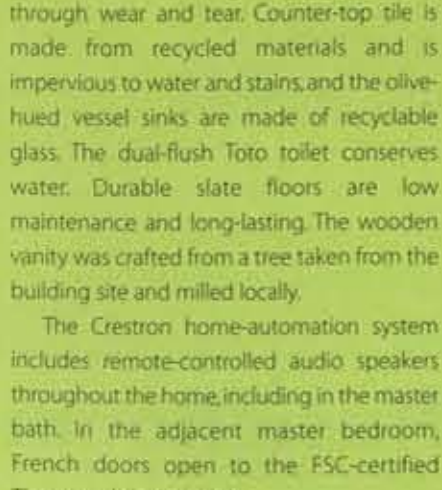 through wear and tear. Counter-top tile is
made from recycled materials and is
impervious to water and stains, and the olive-
hued vessel sinks are made of recyclable
glass. The dual-flush Toto toilet conserves
water. Durable slate floors are low
maintenance and long-lasting. The wooden
vanity was crafted from a tree taken from the
building site and milled locally.
The Crestron home-automation system
includes remote-controlled audio speakers
throughout the home, including in the master
bath. In the adjacent master bedroom,
French doors open to the FSC-certified